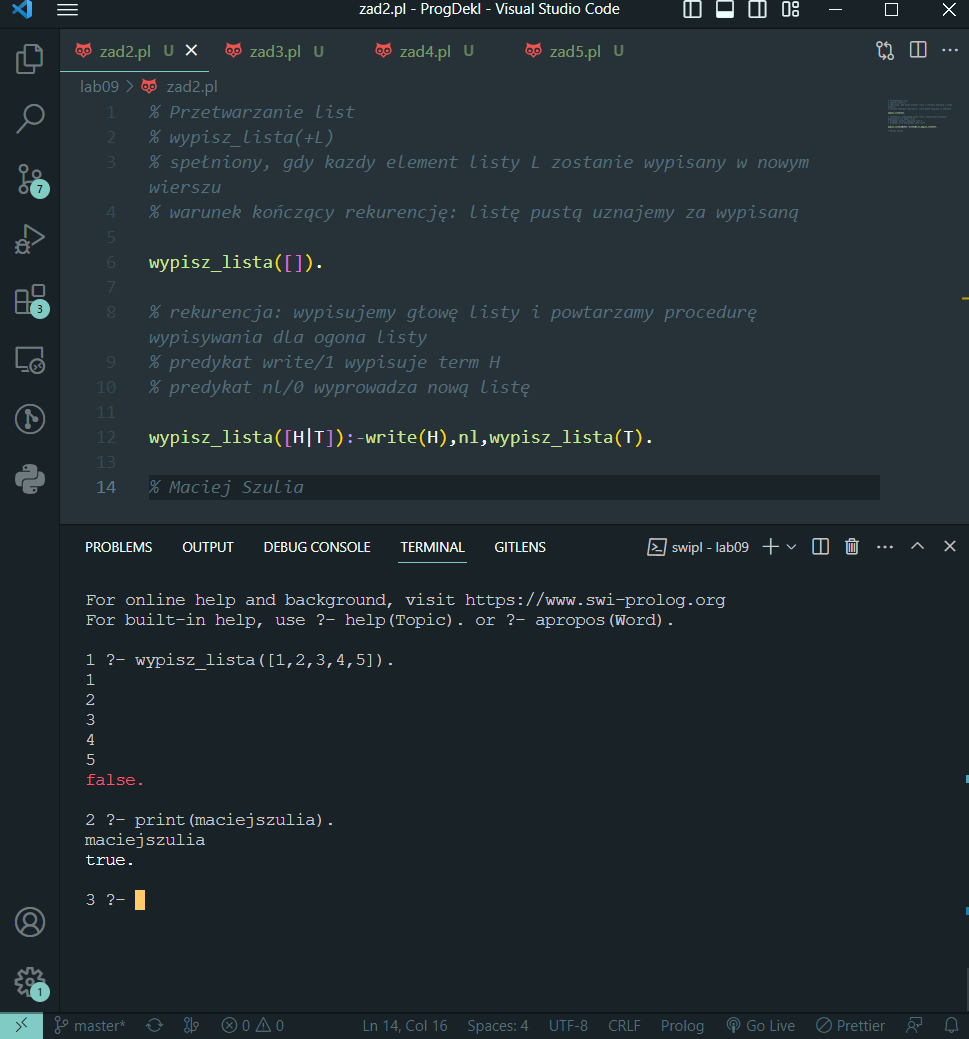 zad2.pl - ProgDekl - Visual Studio Code
zad2.pl U zad3.pl U zad4.pl U zad5.pl U
lab09 > zad2.pl
1 % Przetwarzanie list
2 % wypisz_lista(+L)
3 % spełniony, gdy kazdy element listy L zostanie wypisany w nowym
wierszu
4 % warunek kończący rekurencję: listę pustą uznajemy za wypisaną
5
6 wypisz_lista([]).
7
8 % rekurencja: wypisujemy głowę listy i powtarzamy procedurę
wypisywania dla ogona listy
9 % predykat write/1 wypisuje term H
10 % predykat nl/0 wyprowadza nową listę
11
12 wypisz_lista([H|T]):-write(H),nl,wypisz_lista(T).
13
14 % Maciej Szulia
7
3
1
PROBLEMS OUTPUT DEBUG CONSOLE TERMINAL GITLENS swipl - lab09
For online help and background, visit https://www.swi-prolog.org
For built-in help, use ?- help(Topic). or ?- apropos(Word).
1 ?- wypisz_lista([1,2,3,4,5]).
1
2
3
4
5
false.
2 ?- print(maciejszulia).
maciejszulia
true.
3 ?-
master* 0 0 Ln 14, Col 16 Spaces: 4 UTF-8 CRLF Prolog Go Live Prettier